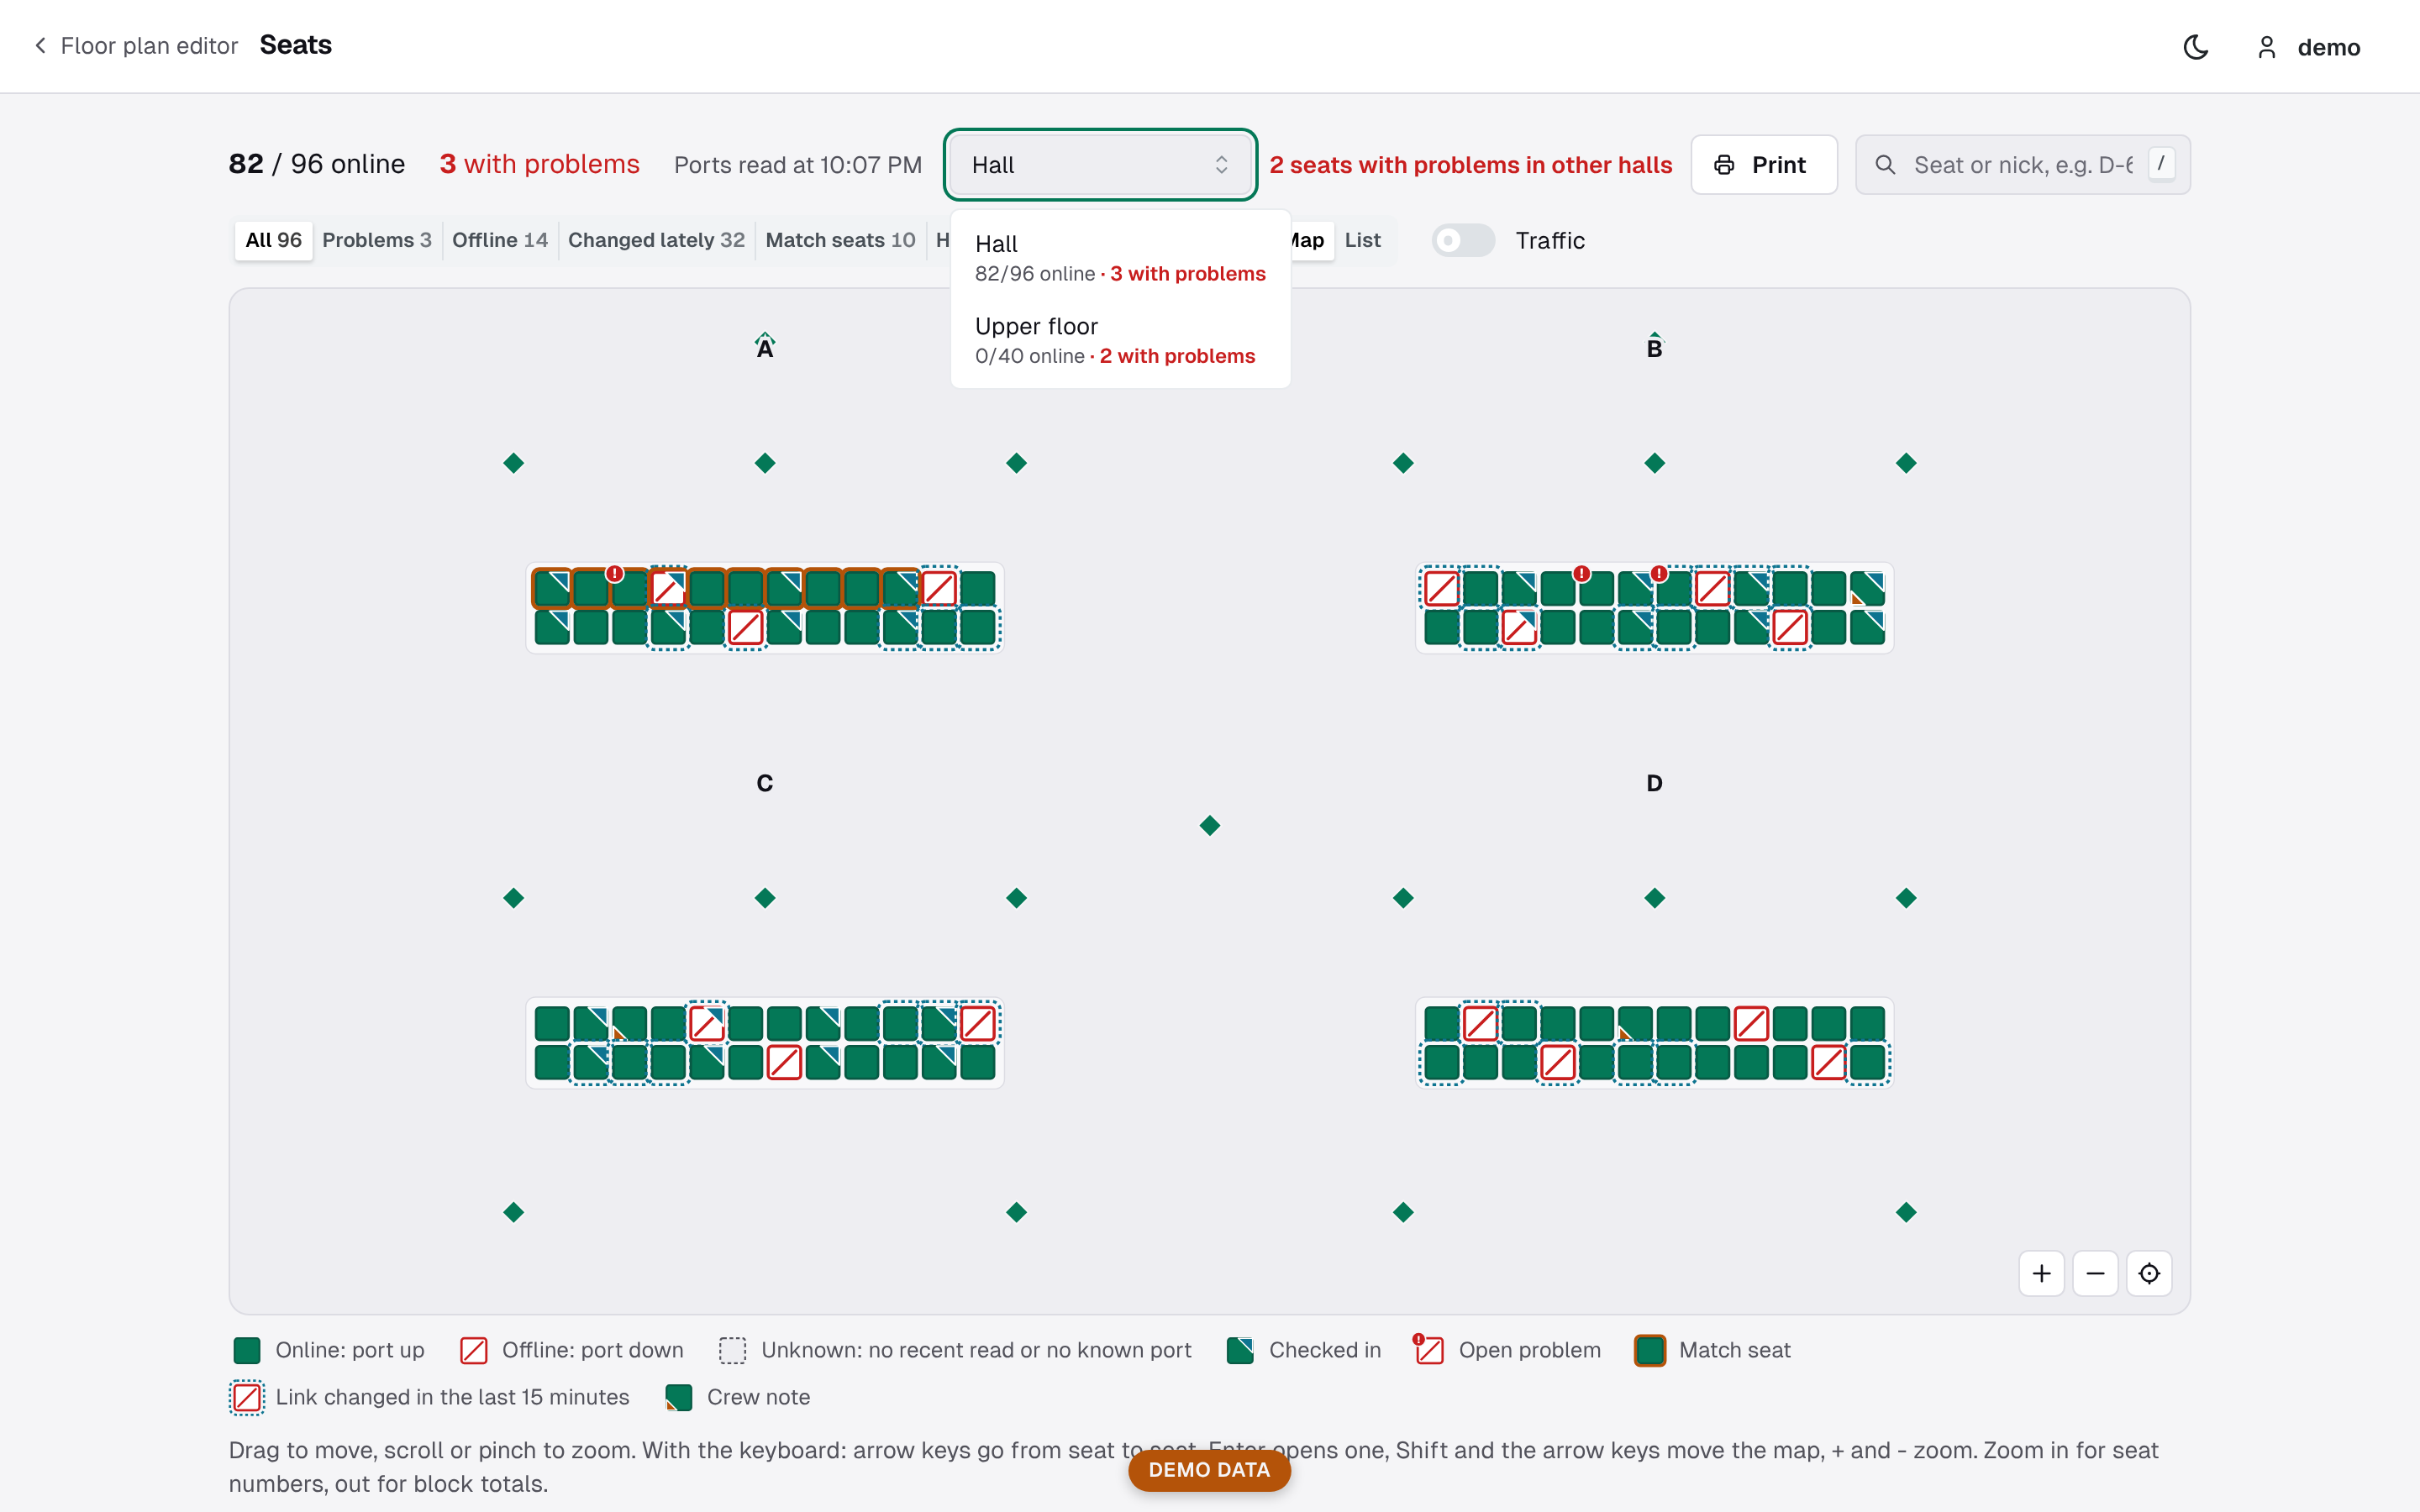 Floor plan editor Seats
demo
82 / 96 online 3 with problems Ports read at 10:07 PM Hall 2 seats with problems in other halls Print Seat or nick, e.g. D-6 /
All 96 Problems 3 Offline 14 Changed lately 32 Match seats 10 Map List Traffic
Hall
82/96 online · 3 with problems
Upper floor
0/40 online · 2 with problems
A
B
C
D
Online: port up Offline: port down Unknown: no recent read or no known port Checked in Open problem Match seat
Link changed in the last 15 minutes Crew note
Drag to move, scroll or pinch to zoom. With the keyboard: arrow keys go from seat to seat. Enter opens one, Shift and the arrow keys move the map, + and - zoom. Zoom in for seat
numbers, out for block totals.
DEMO DATA